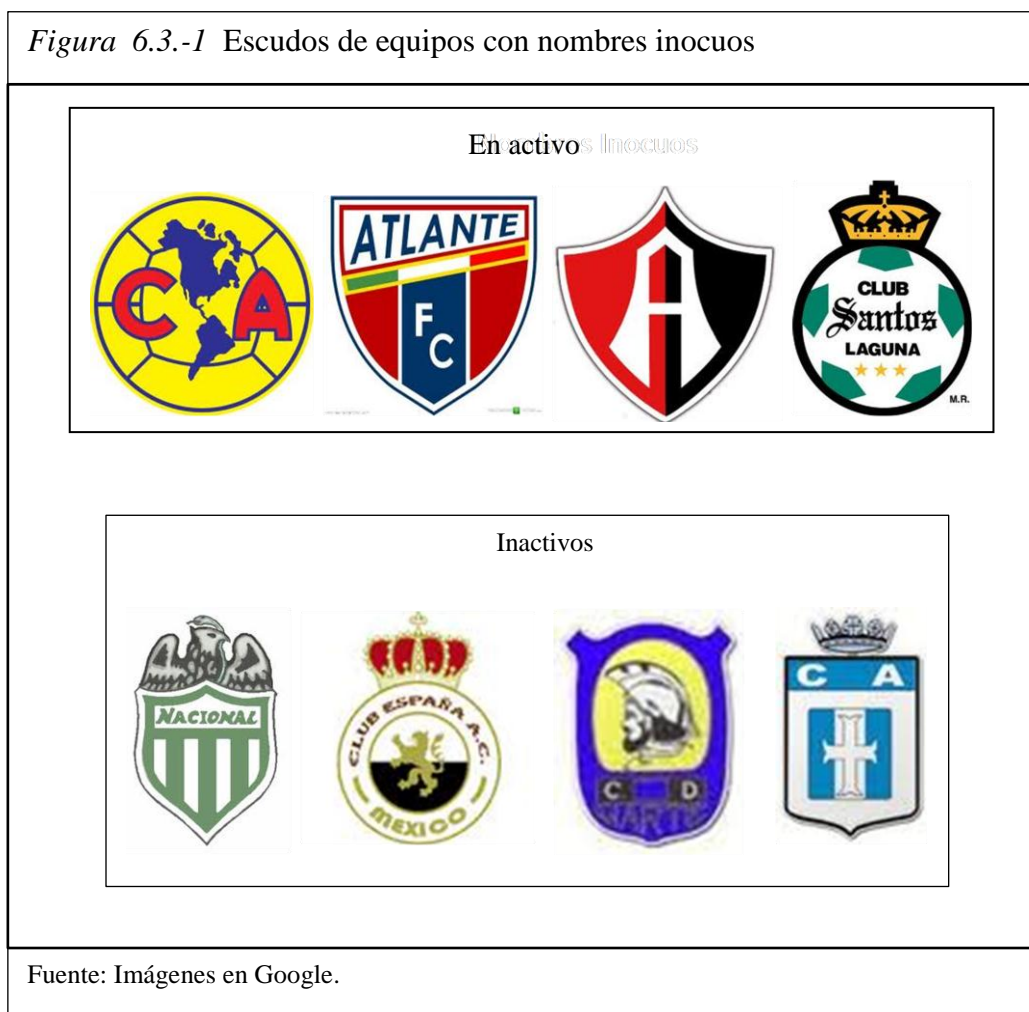 Figura 6.3.-1 Escudos de equipos con nombres inocuos
En activo
Inocuos
C A
ATLANTE
F
C
A
CLUB
Santos
LAGUNA
M.R.
Inactivos
NACIONAL
CLUB ESPAÑA A.C.
MEXICO
C D
C A
Fuente: Imágenes en Google.